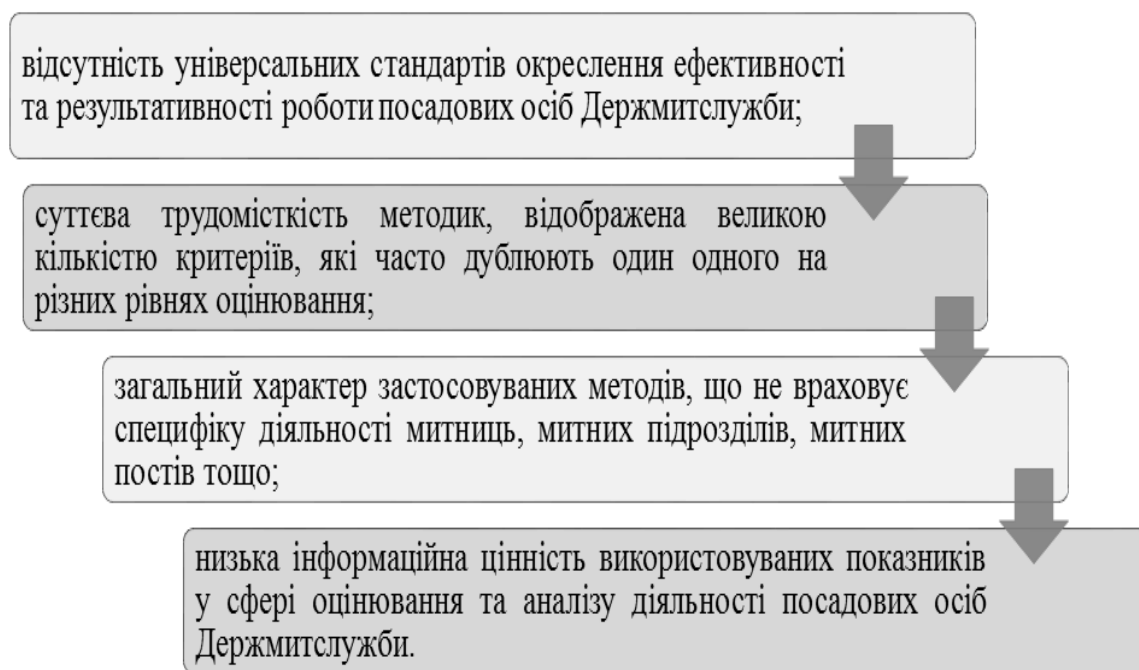 відсутність універсальних стандартів окреслення ефективності
та результативності роботи посадових осіб Держмитслужби;
суттєва трудомісткість методик, відображена великою
кількістю критеріїв, які часто дублюють один одного на
різних рівнях оцінювання;
загальний характер застосовуваних методів, що не враховує
специфіку діяльності митниць, митних підрозділів, митних
постів тощо;
низька інформаційна цінність використовуваних показників
у сфері оцінювання та аналізу діяльності посадових осіб
Держмитслужби.